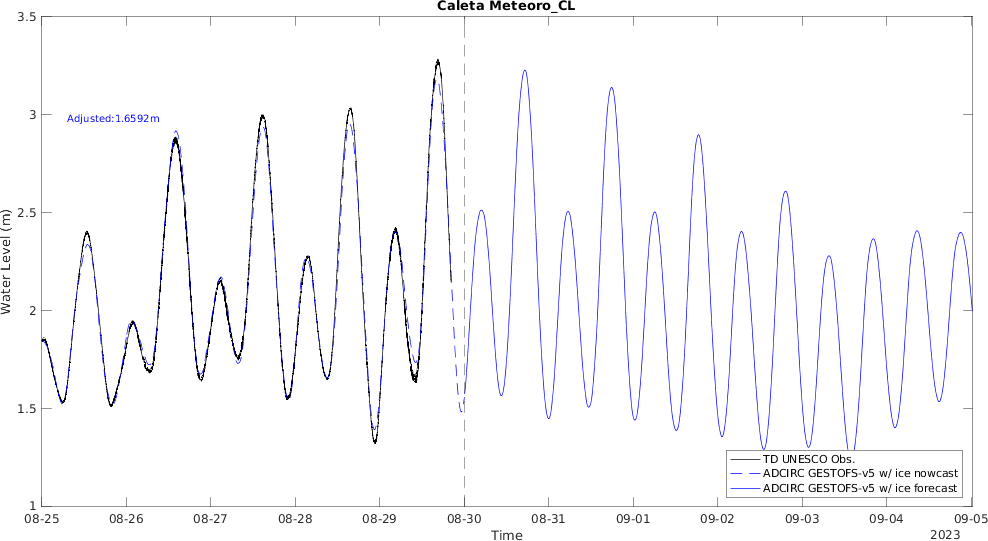 Caleta Meteoro_CL
3.5
3
2.5
2
1.5
1
Water Level (m)
Adjusted:1.6592m
TD UNESCO Obs.
ADCIRC GESTOFS-v5 w/ ice nowcast
ADCIRC GESTOFS-v5 w/ ice forecast
08-25 08-26 08-27 08-28 08-29 08-30 08-31 09-01 09-02 09-03 09-04 09-05
Time
2023